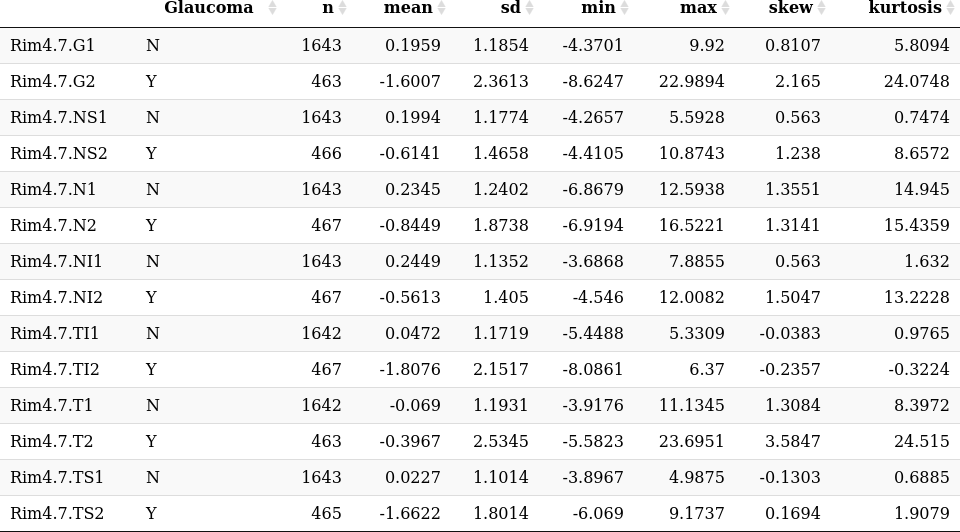 Glaucoma n mean sd min max skew kurtosis
Rim4.7.G1 N 1643 0.1959 1.1854 -4.3701 9.92 0.8107 5.8094
Rim4.7.G2 Y 463 -1.6007 2.3613 -8.6247 22.9894 2.165 24.0748
Rim4.7.NS1 N 1643 0.1994 1.1774 -4.2657 5.5928 0.563 0.7474
Rim4.7.NS2 Y 466 -0.6141 1.4658 -4.4105 10.8743 1.238 8.6572
Rim4.7.N1 N 1643 0.2345 1.2402 -6.8679 12.5938 1.3551 14.945
Rim4.7.N2 Y 467 -0.8449 1.8738 -6.9194 16.5221 1.3141 15.4359
Rim4.7.NI1 N 1643 0.2449 1.1352 -3.6868 7.8855 0.563 1.632
Rim4.7.NI2 Y 467 -0.5613 1.405 -4.546 12.0082 1.5047 13.2228
Rim4.7.TI1 N 1642 0.0472 1.1719 -5.4488 5.3309 -0.0383 0.9765
Rim4.7.TI2 Y 467 -1.8076 2.1517 -8.0861 6.37 -0.2357 -0.3224
Rim4.7.T1 N 1642 -0.069 1.1931 -3.9176 11.1345 1.3084 8.3972
Rim4.7.T2 Y 463 -0.3967 2.5345 -5.5823 23.6951 3.5847 24.515
Rim4.7.TS1 N 1643 0.0227 1.1014 -3.8967 4.9875 -0.1303 0.6885
Rim4.7.TS2 Y 465 -1.6622 1.8014 -6.069 9.1737 0.1694 1.9079